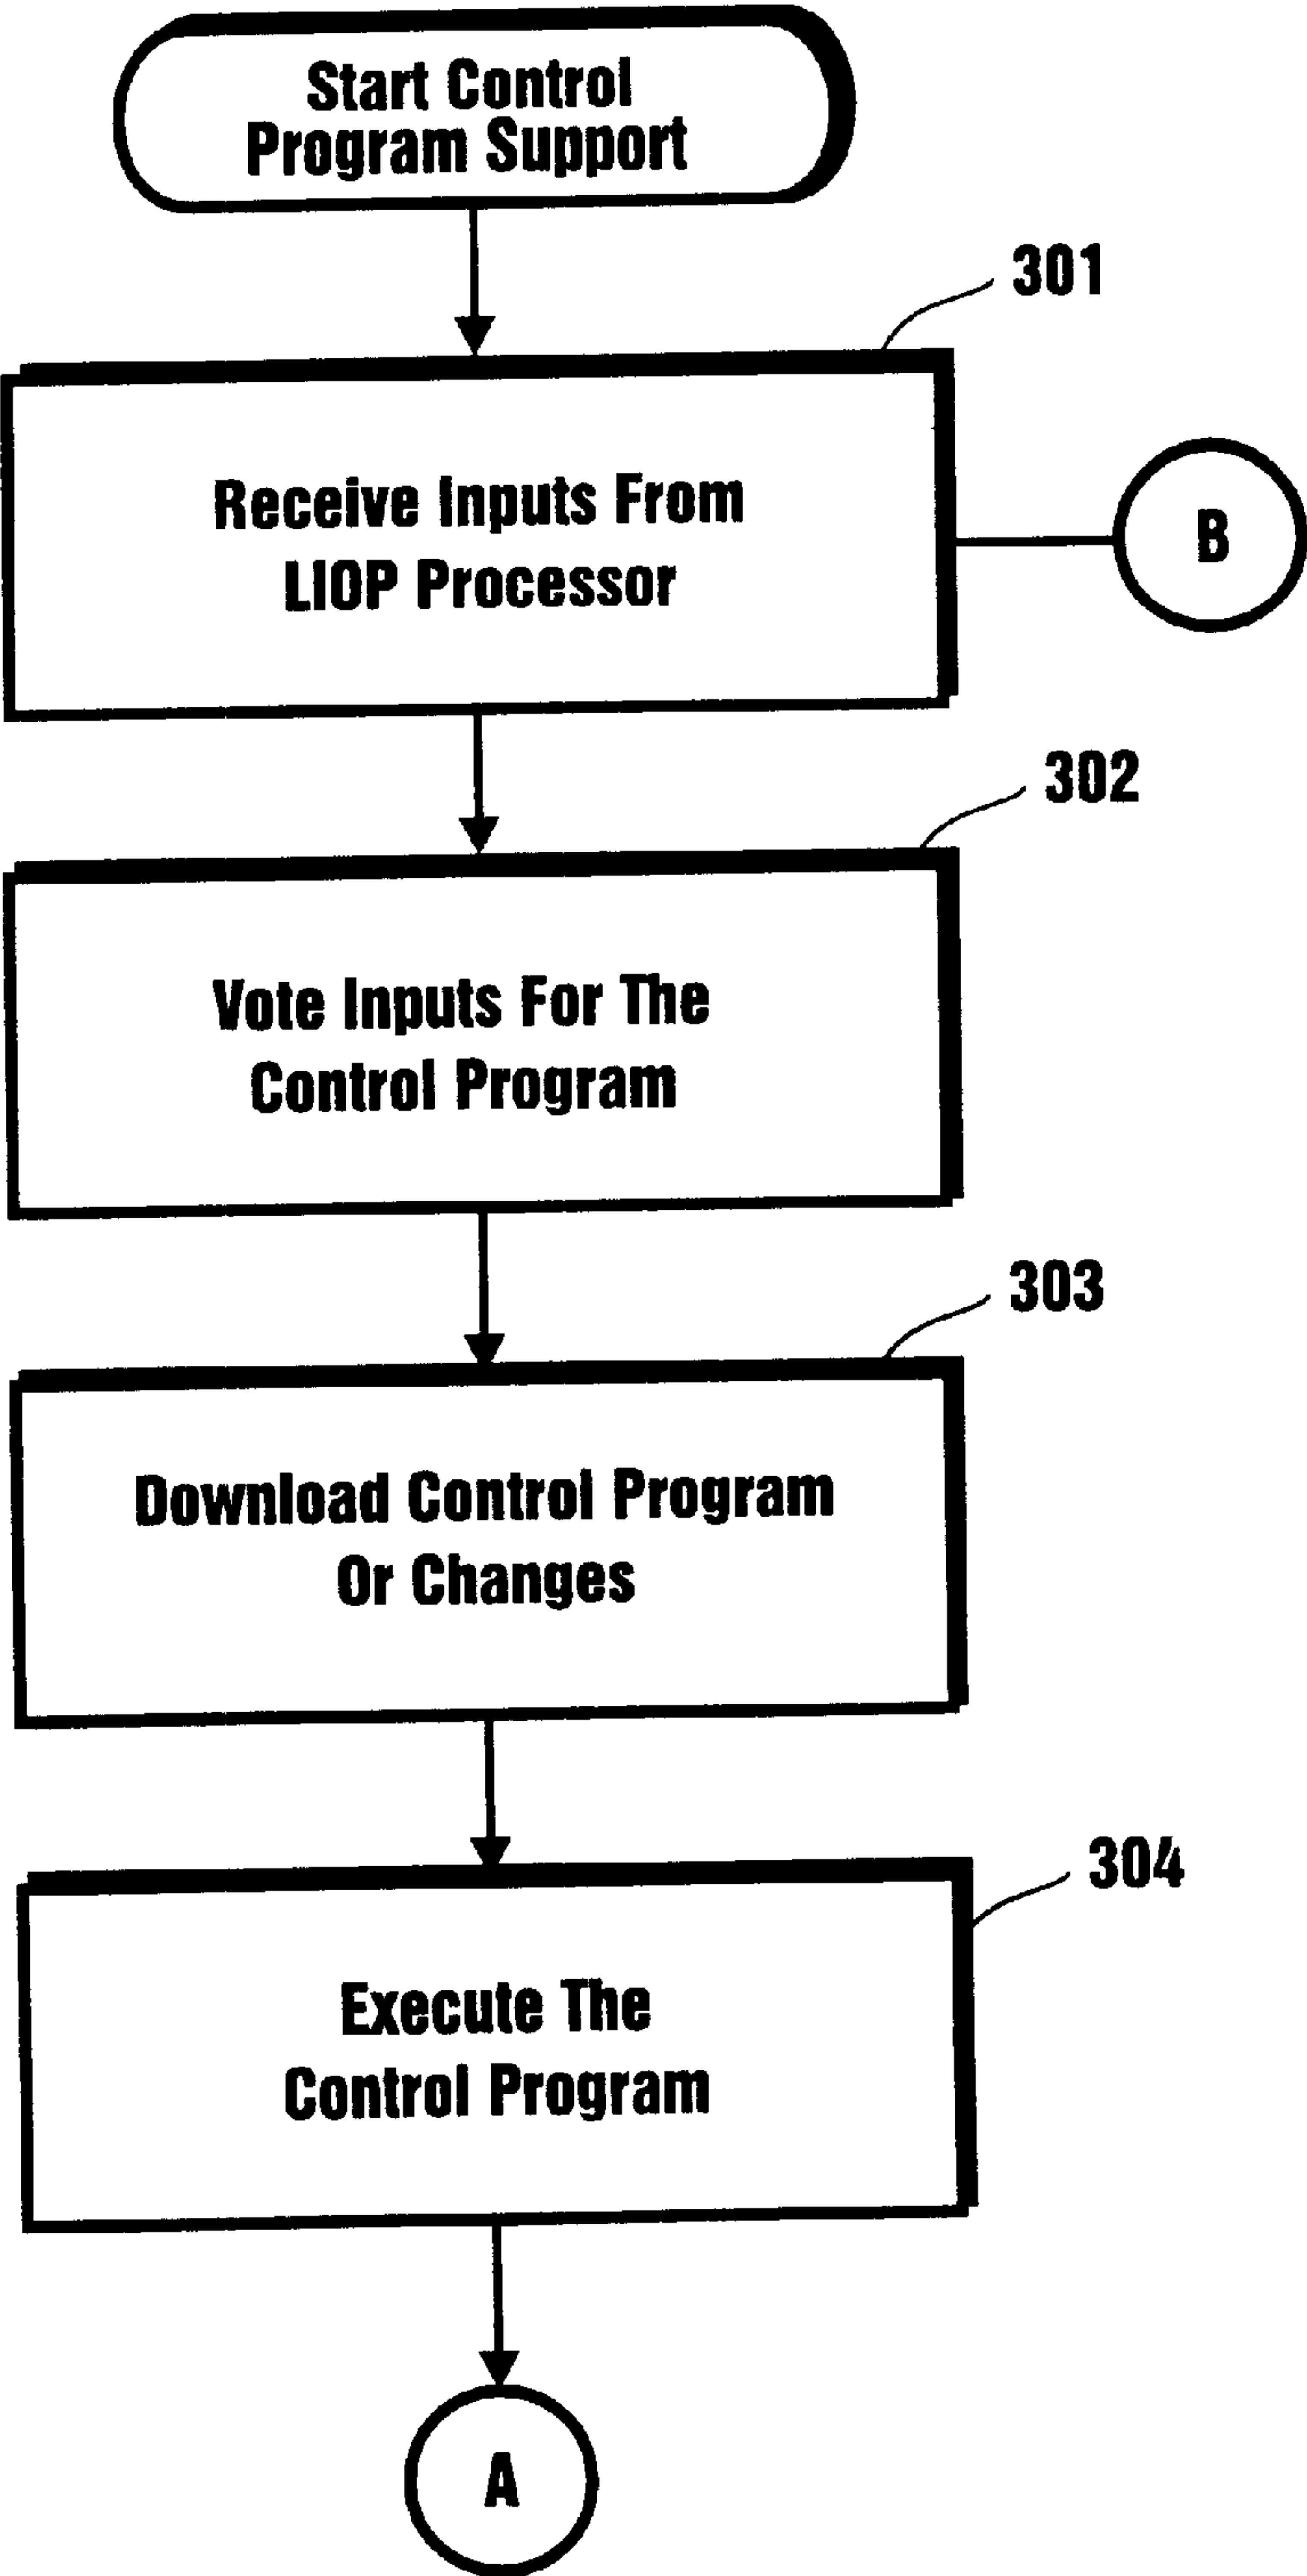 Start Control
Program Support
301
Receive Inputs From
LIOP Processor
B
302
Vote Inputs For The
Control Program
303
Download Control Program
Or Changes
304
Execute The
Control Program
A